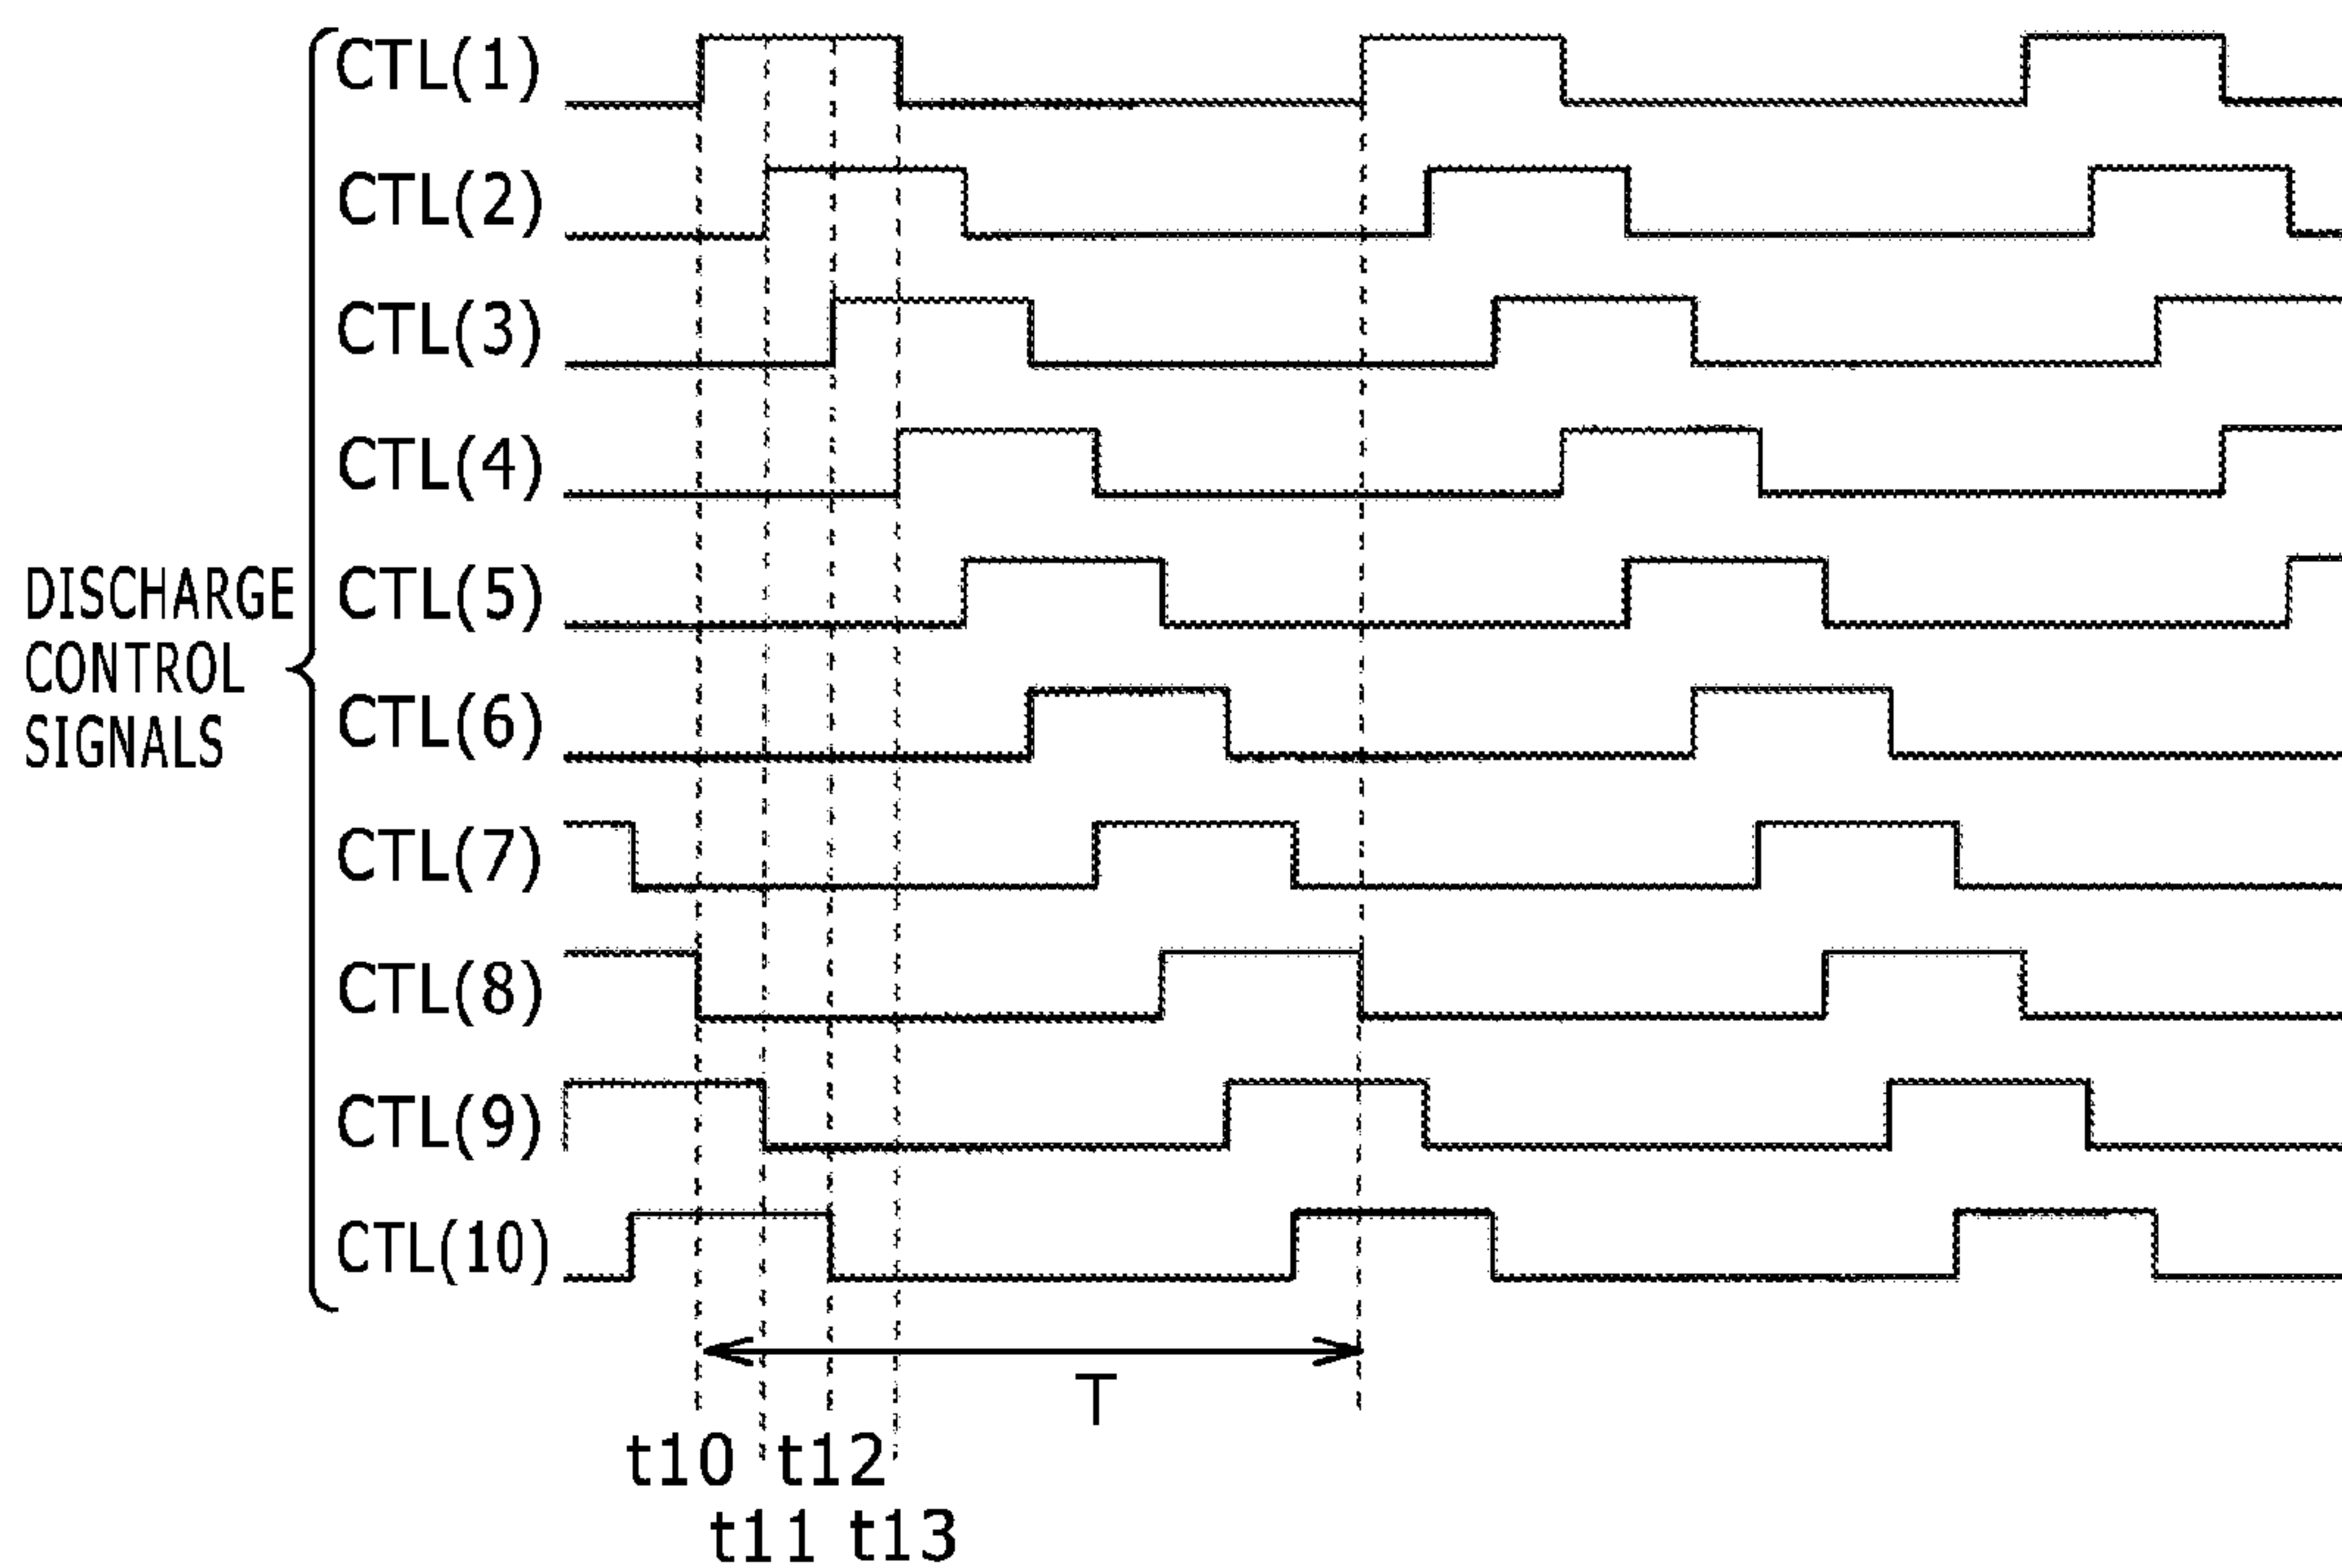 CTL(1)
CTL(2)
CTL(3)
CTL(4)
CTL(5)
CTL(6)
CTL(7)
CTL(8)
CTL(9)
CTL(10)
DISCHARGE
CONTROL
SIGNALS
T
t10 t12
t11 t13